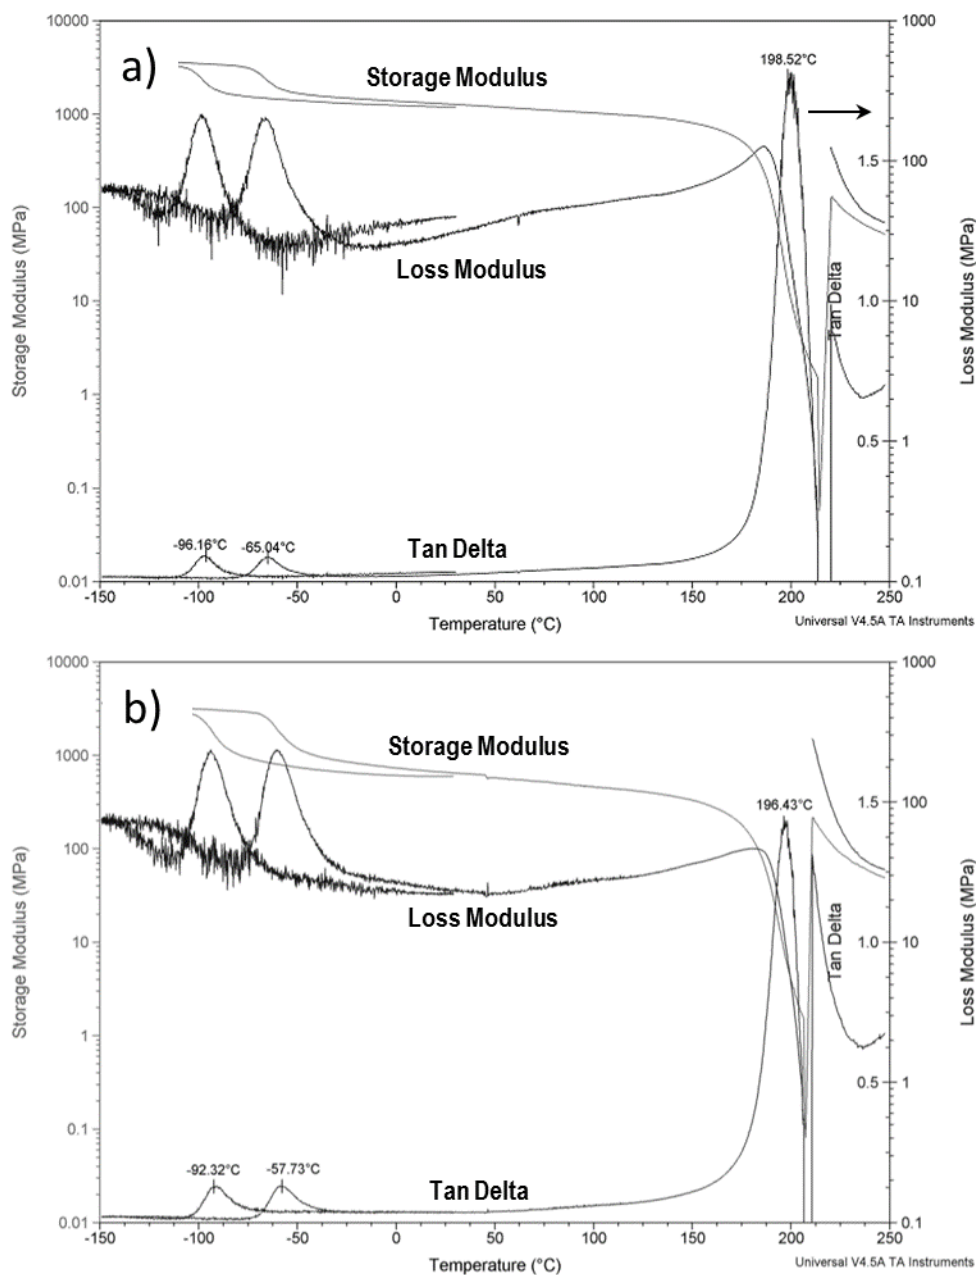 a)
Storage Modulus
Loss Modulus
Tan Delta
-96.16°C
-65.04°C
198.52°C
10000
1000
100
10
1
0.1
0.01
Storage Modulus (MPa)
-150
-100
-50
0
50
100
150
200
250
Temperature (°C)
1.5
1.0
0.5
Tan Delta
1000
100
10
1
0.1
Loss Modulus (MPa)
Universal V4.5A TA Instruments
b)
Storage Modulus
Loss Modulus
Tan Delta
-92.32°C
-57.73°C
196.43°C
10000
1000
100
10
1
0.1
0.01
Storage Modulus (MPa)
-150
-100
-50
0
50
100
150
200
250
Temperature (°C)
1.5
1.0
0.5
Tan Delta
1000
100
10
1
0.1
Loss Modulus (MPa)
Universal V4.5A TA Instruments